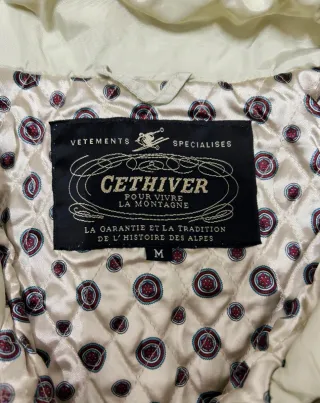 VETEMENTS SPECIALISES
CETHIVER
POUR VIVRE
LA MONTAGNE
LA GARANTIE ET LA TRADITION
DE L'HISTOIRE DES ALPES
M